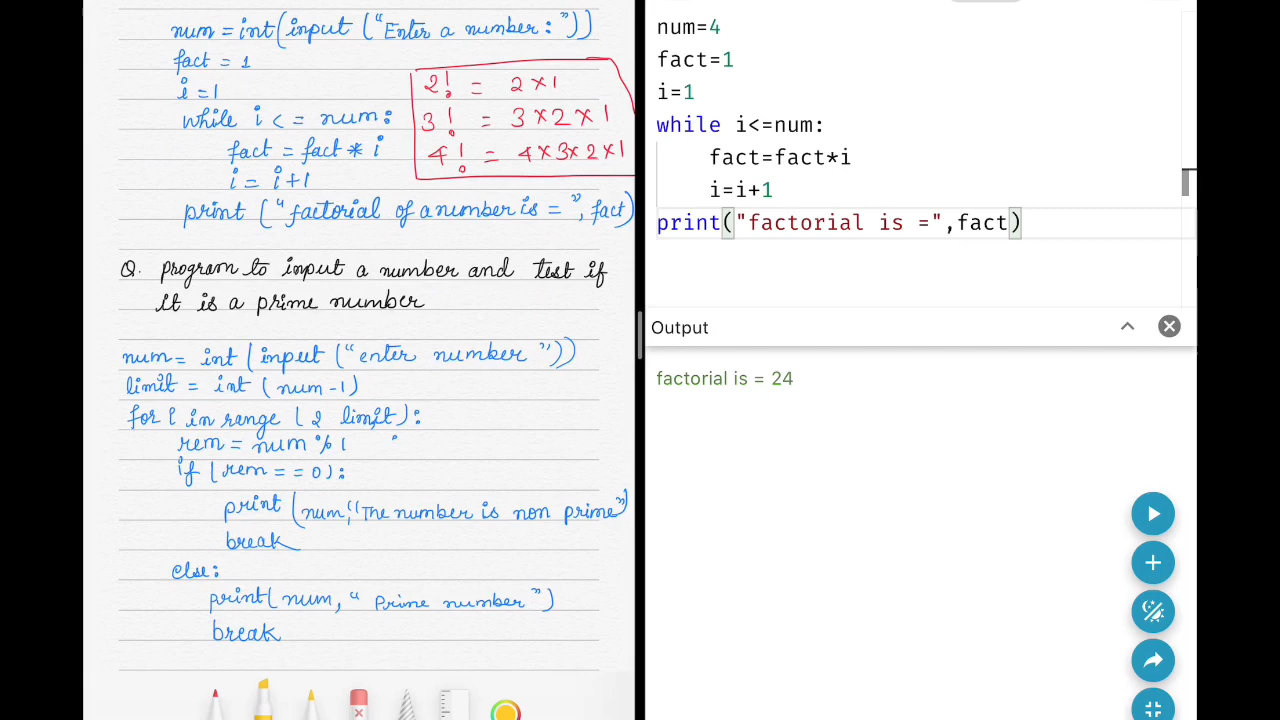 num = int(input ("Enter a number : "))
fact = 1
i = 1
while i <= num:
fact = fact * i
i = i+1
print ("factorial of a number is = ", fact)
2! = 2 × 1
3! = 3 × 2 × 1
4! = 4 × 3 × 2 × 1
Q. program to input a number and test if
it is a prime number
num = int (input ("enter number "))
limit = int (num -1)
for i in range ( 2 limit) :
rem = num % i
if (rem == 0) :
print (num, "The number is non prime")
break
else:
print( num, " Prime number ")
break
num=4
fact=1
i=1
while i<=num:
fact=fact*i
i=i+1
print("factorial is =",fact)
Output
factorial is = 24